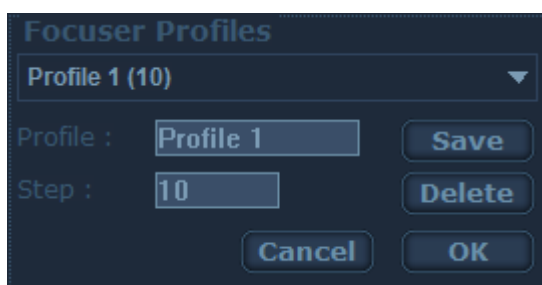 Focuser Profiles
Profile 1 (10)
Profile : Profile 1 Save
Step : 10 Delete
Cancel OK